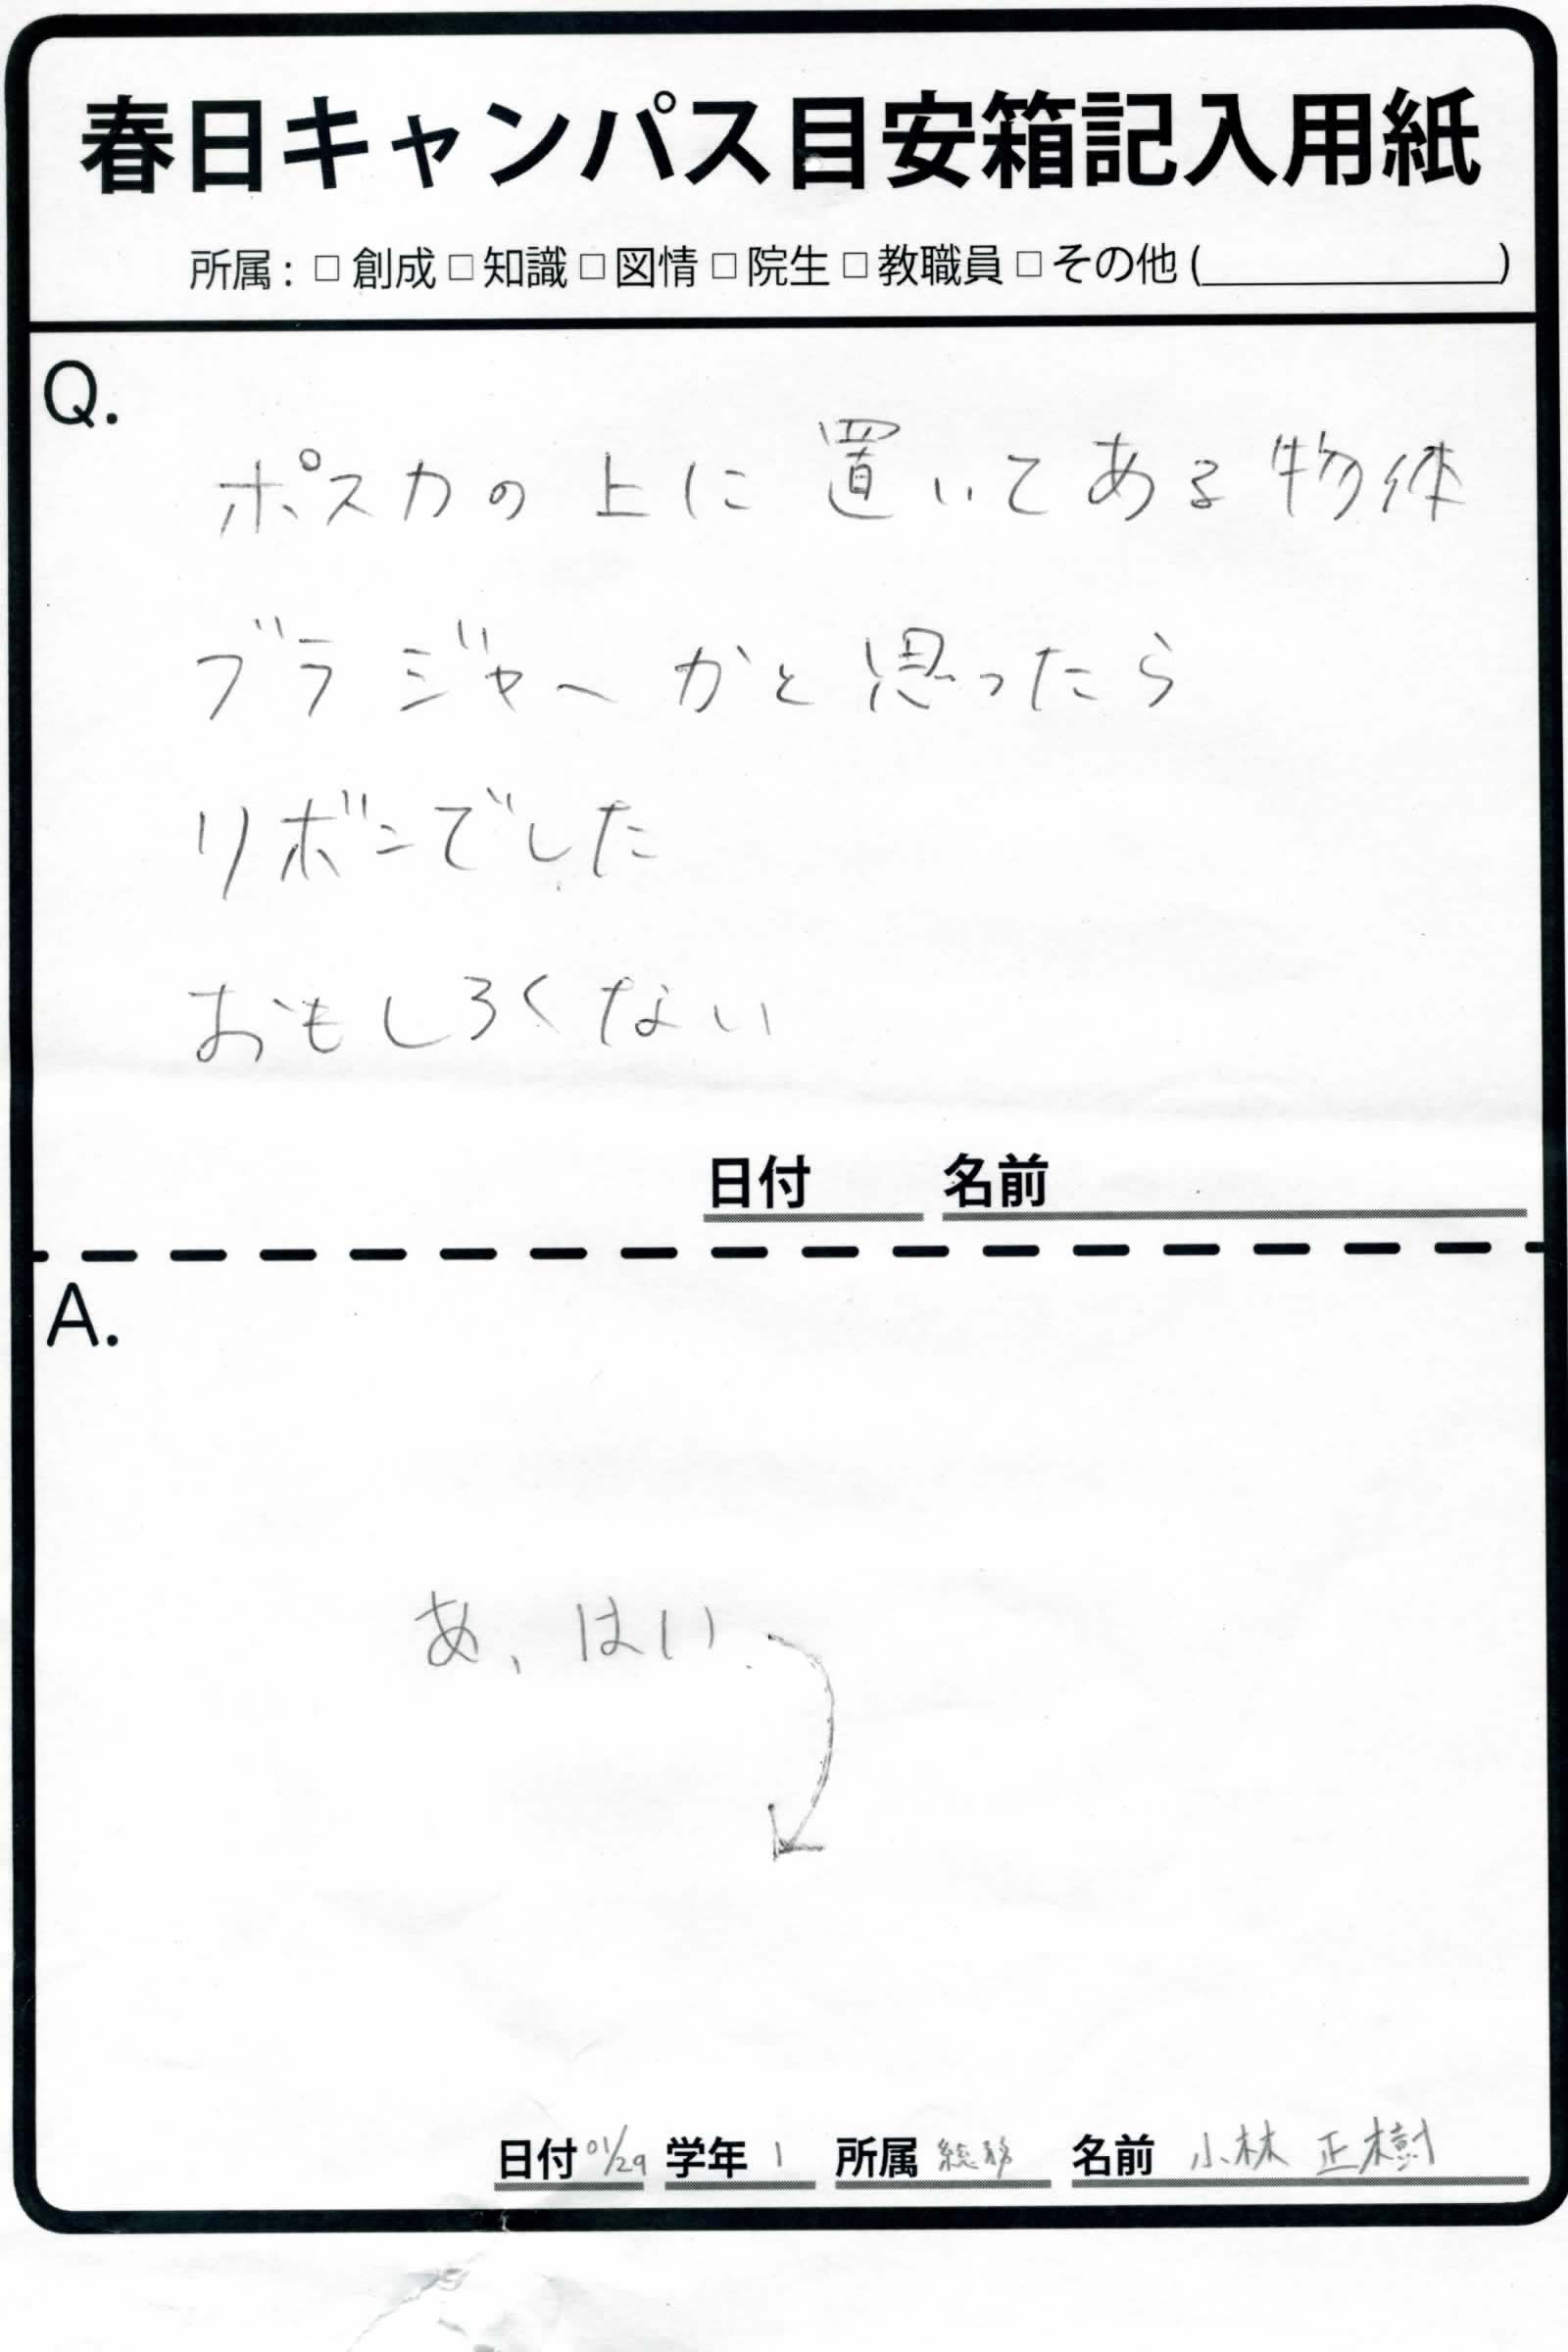 春日キャンパス目安箱記入用紙
所属：□ 創成 □ 知識 □ 図情 □ 院生 □ 教職員 □ その他 (　　　　　)
Q.
ポスカの上に置いてある物体
ブラジャーかと思ったら
リボンでした
おもしろくない
日付　　名前
A.
あ、はい
日付 01/29 学年 1 所属 総務 名前 小林 正樹